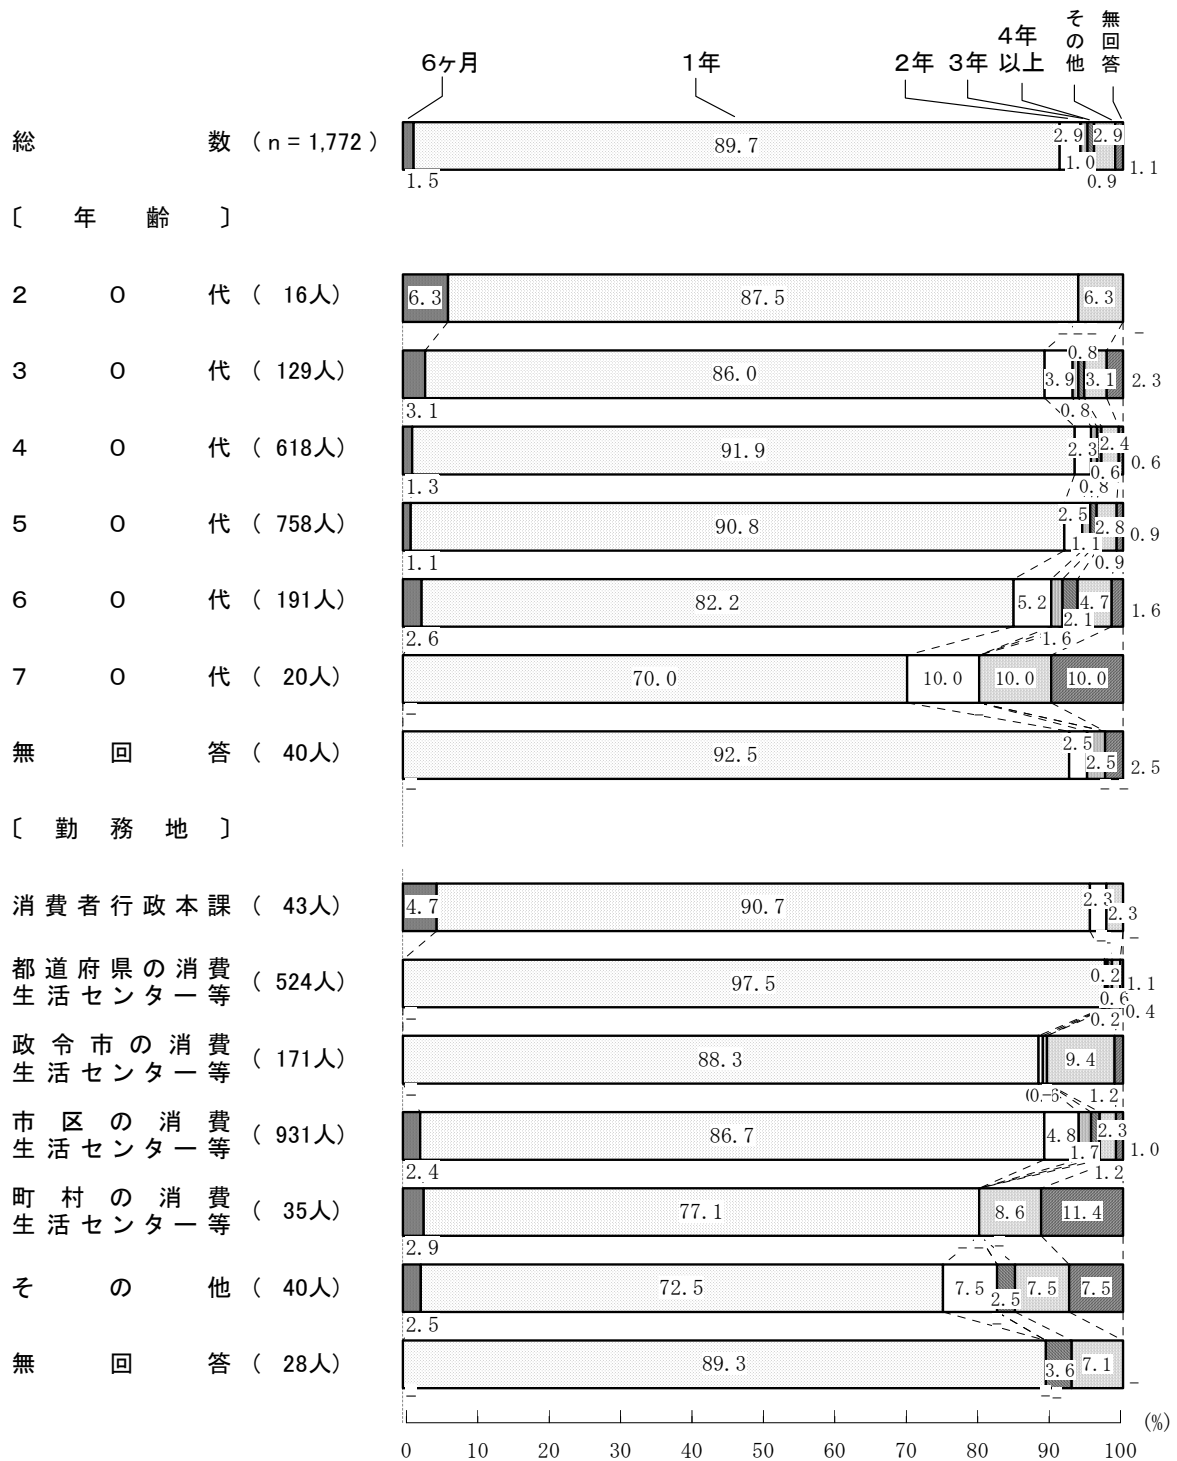 6ヶ月 1年 2年 3年 4年以上 その他 無回答
総数 (n=1,772) 1.5 89.7 2.9 1.0 0.9 2.9 1.1
〔年齢〕
20代 (16人) 6.3 87.5 - - - 6.3 -
30代 (129人) 3.1 86.0 3.9 0.8 0.8 3.1 2.3
40代 (618人) 1.3 91.9 2.3 0.8 0.6 2.4 0.6
50代 (758人) 1.1 90.8 2.5 1.1 0.9 2.8 0.9
60代 (191人) 2.6 82.2 5.2 1.6 2.1 4.7 1.6
70代 (20人) - 70.0 10.0 - 10.0 10.0
無回答 (40人) - 92.5 2.5 2.5 - - 2.5
〔勤務地〕
消費者行政本課 (43人) 4.7 90.7 2.3 - 2.3 -
都道府県の消費
生活センター等 (524人) - 97.5 0.2 0.2 0.6 0.4 1.1
政令市の消費
生活センター等 (171人) - 88.3 0.6 - 9.4 1.2
市区の消費
生活センター等 (931人) 2.4 86.7 4.8 1.7 1.2 2.3 1.0
町村の消費
生活センター等 (35人) 2.9 77.1 - - - 8.6 11.4
その他 (40人) 2.5 72.5 7.5 - 2.5 7.5 7.5
無回答 (28人) - 89.3 - - 3.6 7.1 -
0 10 20 30 40 50 60 70 80 90 100 (%)